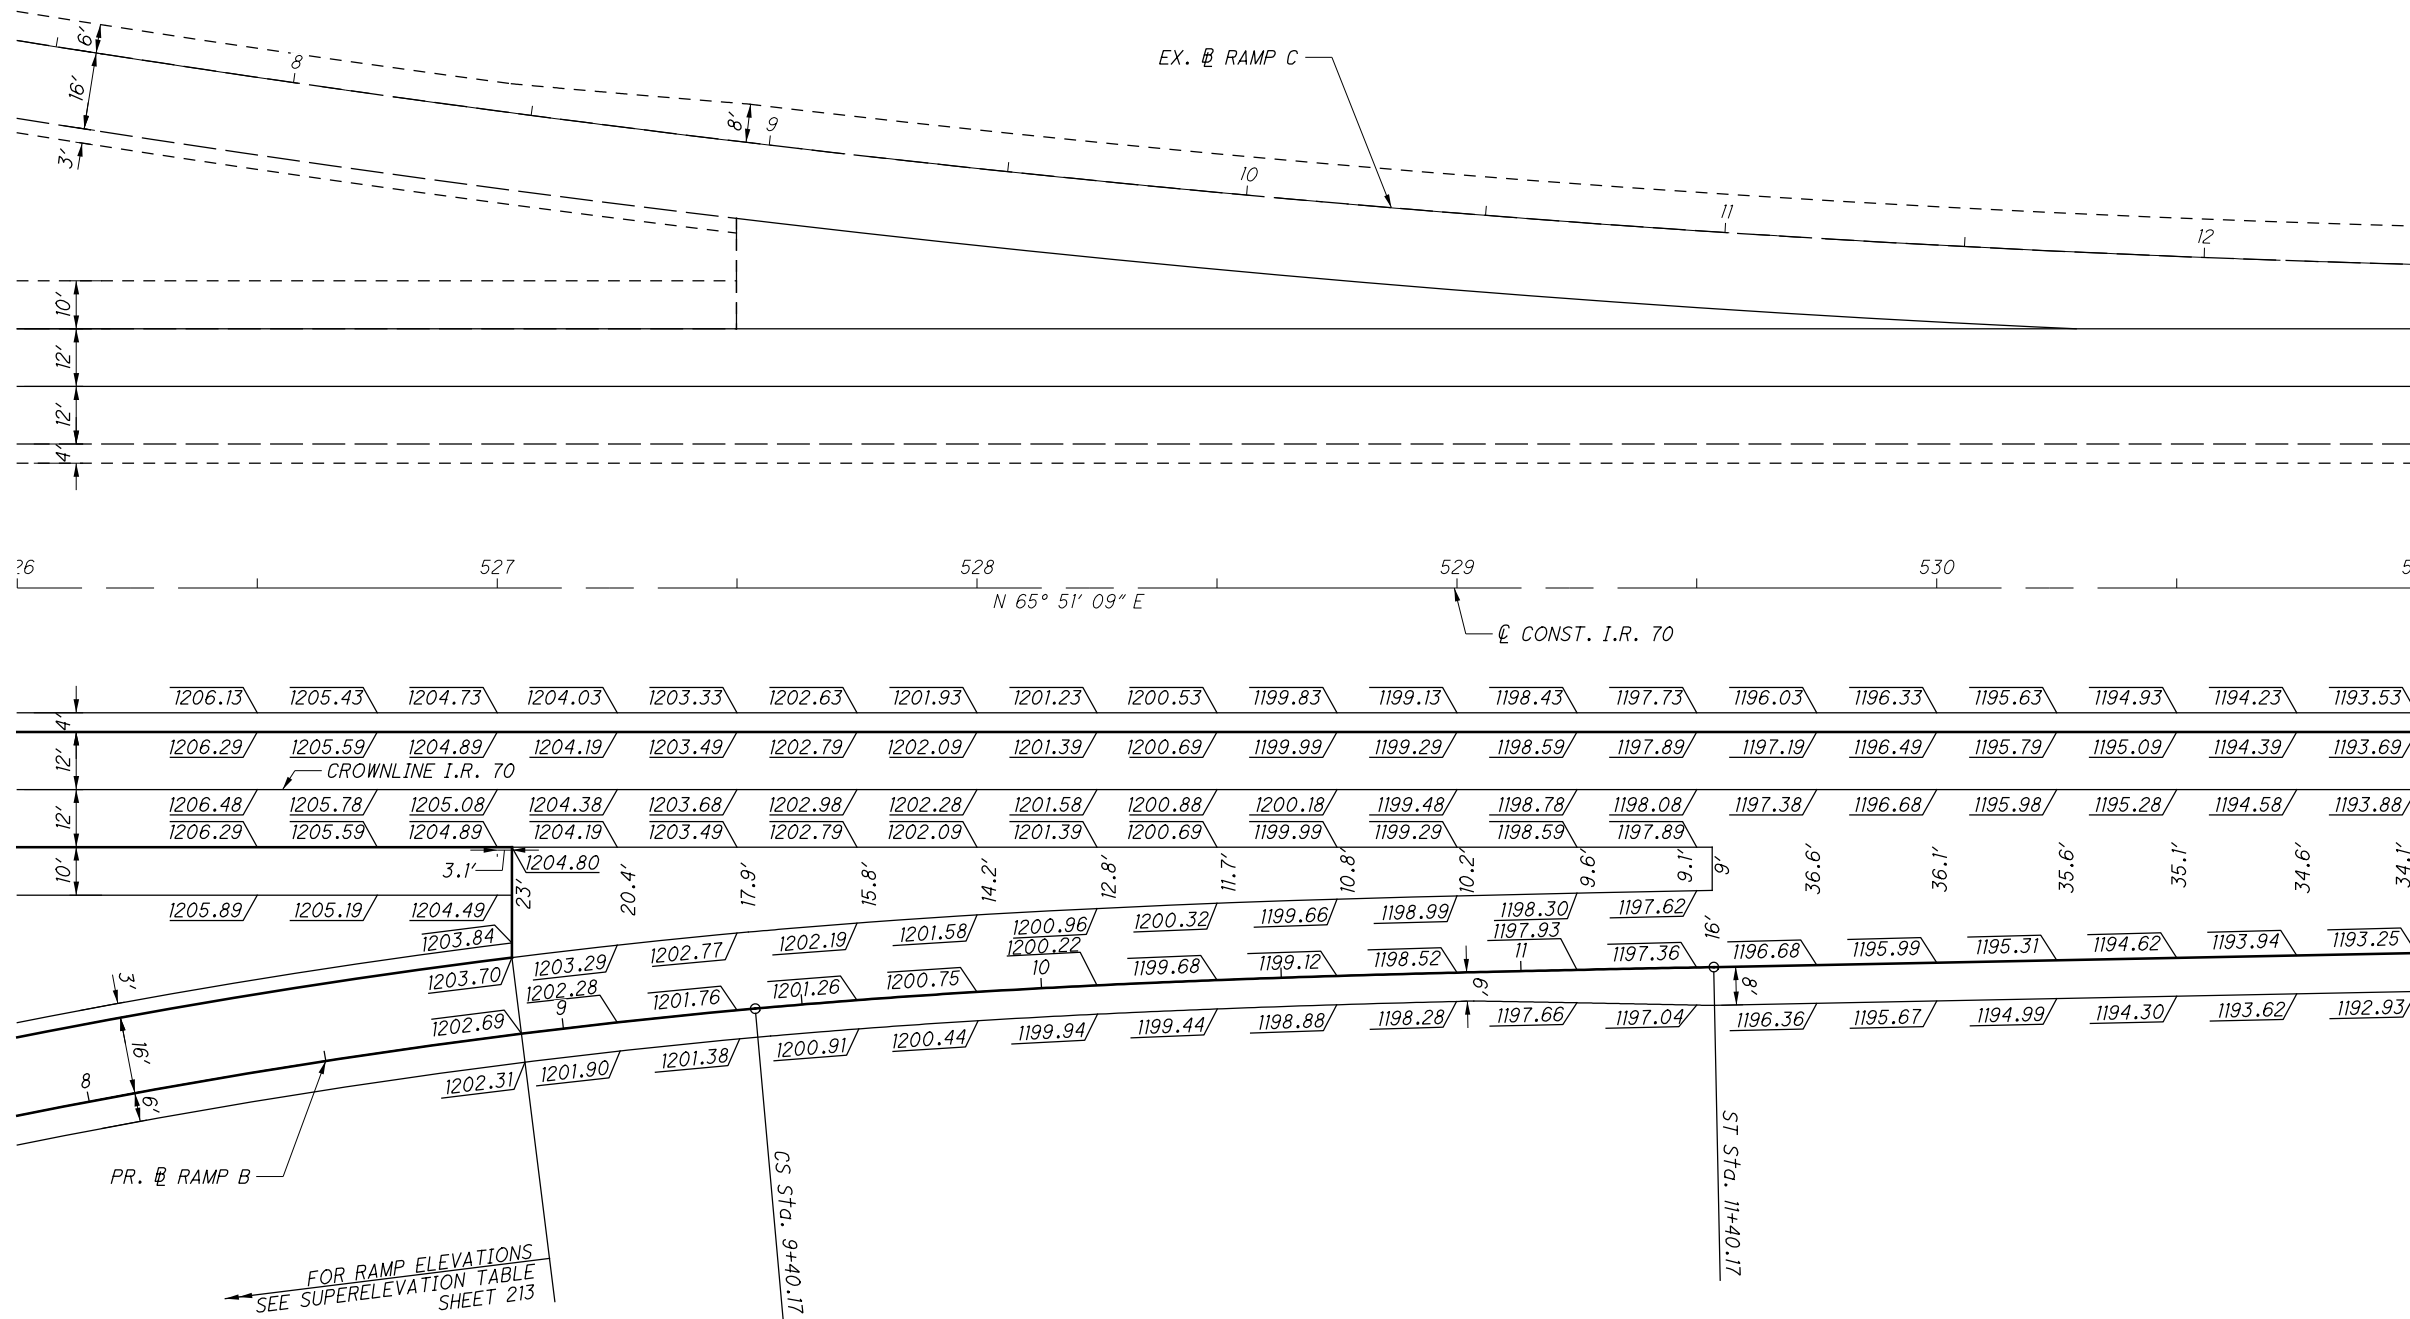 6'
8
16'
3'
EX. ⅊ RAMP C
8'
9
10
11
12
10'
12'
12'
4'
26 527 528 529 530 5
N 65° 51' 09" E
℄ CONST. I.R. 70
1206.13 1205.43 1204.73 1204.03 1203.33 1202.63 1201.93 1201.23 1200.53 1199.83 1199.13 1198.43 1197.73 1196.03 1196.33 1195.63 1194.93 1194.23 1193.53
4'
1206.29 1205.59 1204.89 1204.19 1203.49 1202.79 1202.09 1201.39 1200.69 1199.99 1199.29 1198.59 1197.89 1197.19 1196.49 1195.79 1195.09 1194.39 1193.69
12'
CROWNLINE I.R. 70
1206.48 1205.78 1205.08 1204.38 1203.68 1202.98 1202.28 1201.58 1200.88 1200.18 1199.48 1198.78 1198.08 1197.38 1196.68 1195.98 1195.28 1194.58 1193.88
12'
1206.29 1205.59 1204.89 1204.19 1203.49 1202.79 1202.09 1201.39 1200.69 1199.99 1199.29 1198.59 1197.89
3.1' 1204.80
10'
23' 20.4' 17.9' 15.8' 14.2' 12.8' 11.7' 10.8' 10.2' 9.6' 9.1' 9' 36.6' 36.1' 35.6' 35.1' 34.6' 34.1'
1205.89 1205.19 1204.49
1203.84
1203.70 1203.29 1202.77 1202.19 1201.58 1200.96 1200.32 1199.66 1198.99 1198.30 1197.62
16'
1202.69 1202.28 1201.76 1201.26 1200.75 1200.22 1199.68 1199.12 1198.52 1197.93 1197.36 1196.68 1195.99 1195.31 1194.62 1193.94 1193.25
9 10 11
6' 8'
1202.31 1201.90 1201.38 1200.91 1200.44 1199.94 1199.44 1198.88 1198.28 1197.66 1197.04 1196.36 1195.67 1194.99 1194.30 1193.62 1192.93
3'
16'
8
6'
PR. ⅊ RAMP B
CS Sta. 9+40.17
ST Sta. 11+40.17
FOR RAMP ELEVATIONS
SEE SUPERELEVATION TABLE
SHEET 213